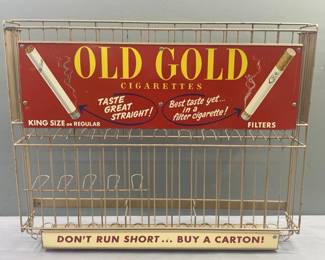 OLD GOLD
CIGARETTES
TASTE
GREAT
STRAIGHT!
Best taste yet...
in a
filter cigarette!
KING SIZE OR REGULAR
FILTERS
DON'T RUN SHORT... BUY A CARTON!